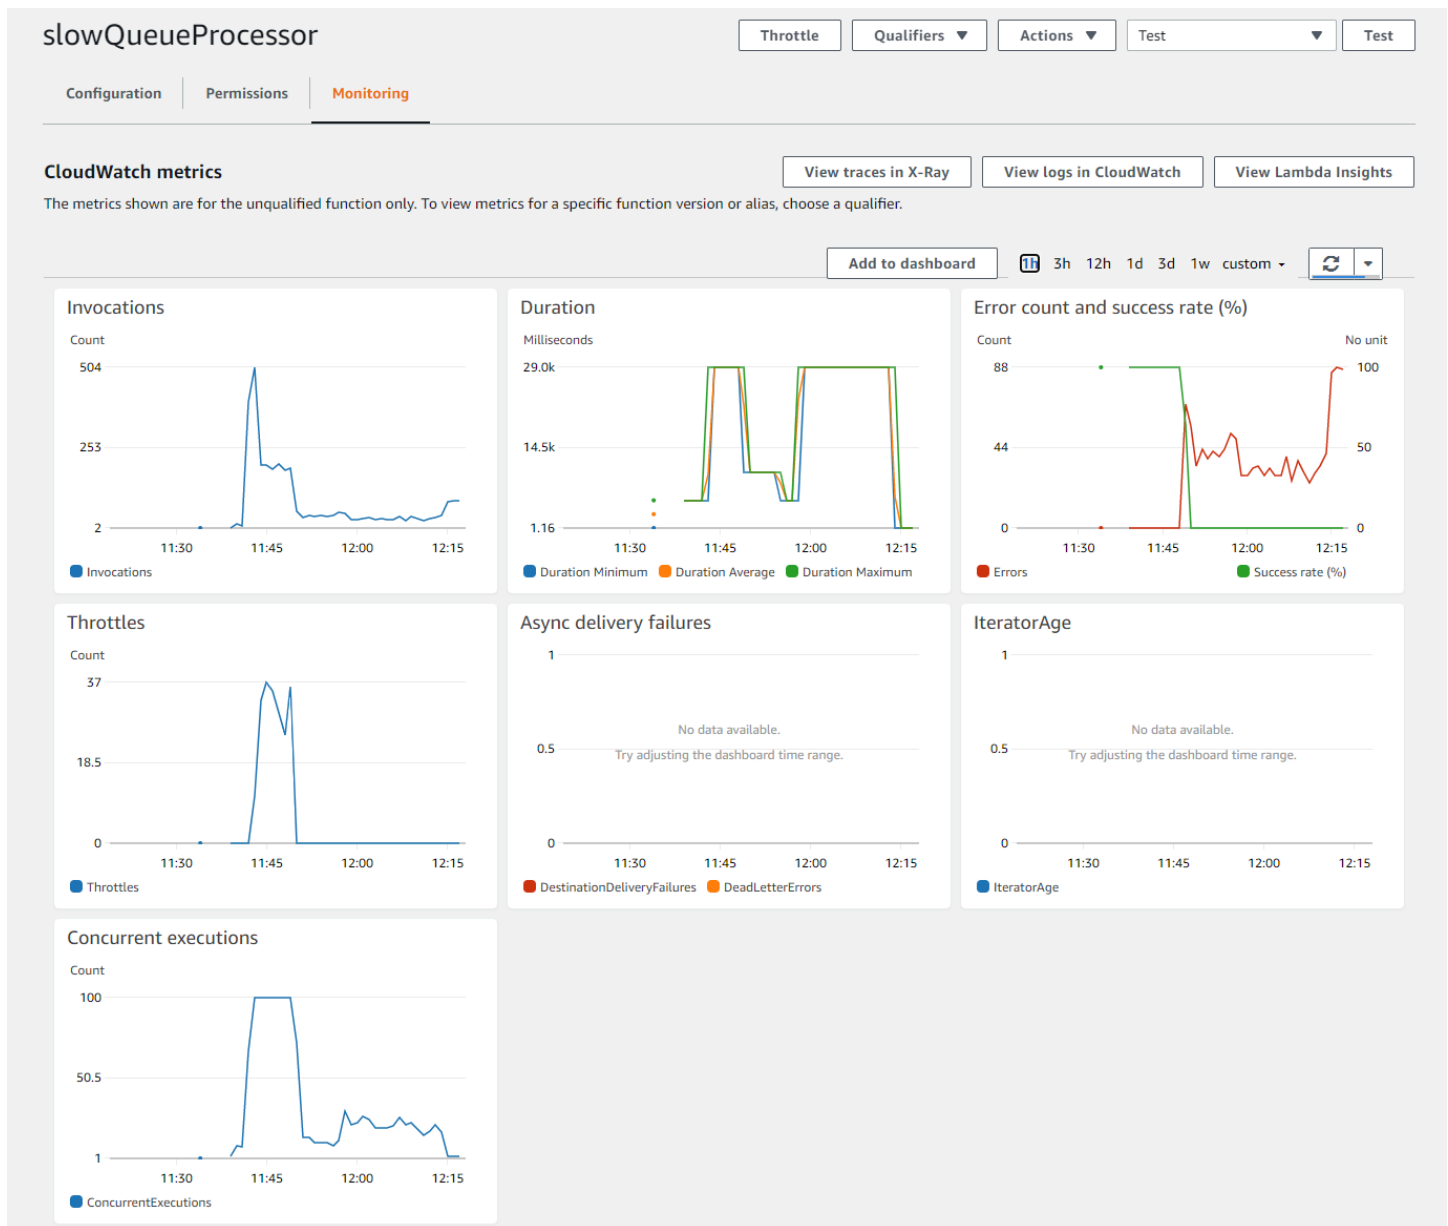 slowQueueProcessor
Throttle Qualifiers Actions Test Test
Configuration Permissions Monitoring
CloudWatch metrics
View traces in X-Ray View logs in CloudWatch View Lambda Insights
The metrics shown are for the unqualified function only. To view metrics for a specific function version or alias, choose a qualifier.
Add to dashboard 1h 3h 12h 1d 3d 1w custom
Invocations
Count
504
253
2
11:30 11:45 12:00 12:15
Invocations
Duration
Milliseconds
29.0k
14.5k
1.16
11:30 11:45 12:00 12:15
Duration Minimum Duration Average Duration Maximum
Error count and success rate (%)
Count No unit
88 100
44 50
0 0
11:30 11:45 12:00 12:15
Errors Success rate (%)
Throttles
Count
37
18.5
0
11:30 11:45 12:00 12:15
Throttles
Async delivery failures
1
No data available.
0.5
Try adjusting the dashboard time range.
0
11:30 11:45 12:00 12:15
DestinationDeliveryFailures DeadLetterErrors
IteratorAge
1
No data available.
0.5
Try adjusting the dashboard time range.
0
11:30 11:45 12:00 12:15
IteratorAge
Concurrent executions
Count
100
50.5
1
11:30 11:45 12:00 12:15
ConcurrentExecutions